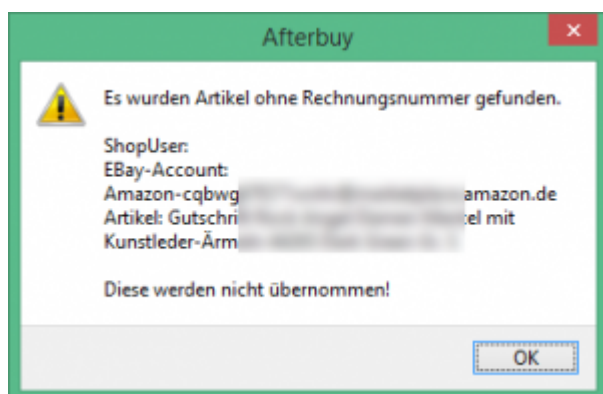 Afterbuy
Es wurden Artikel ohne Rechnungsnummer gefunden.
ShopUser:
EBay-Account:
Amazon-cqbwg amazon.de
Artikel: Gutschri tel mit
Kunstleder-Ärm
Diese werden nicht übernommen!
OK